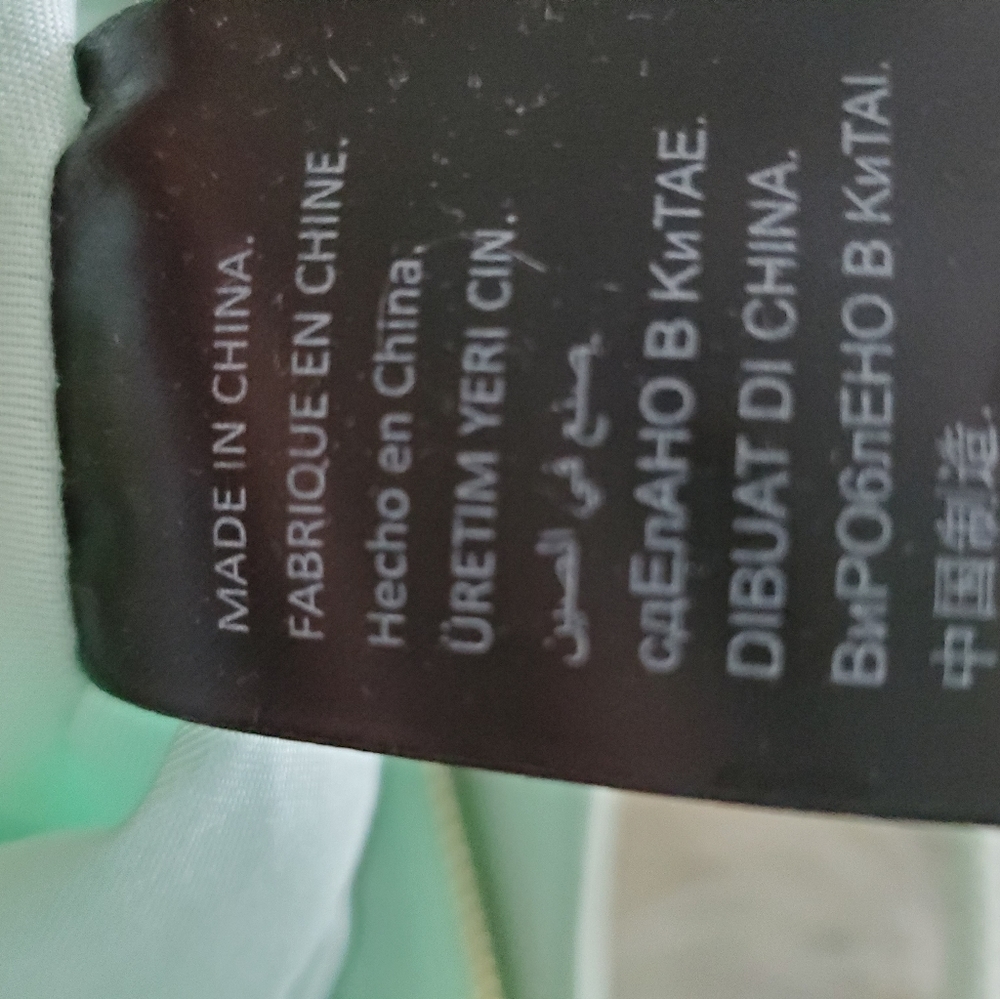 MADE IN CHINA.
FABRIQUE EN CHINE.
Hecho en China.
ÜRETIM YERI CIN.
صنع في الصين.
сдЕлАНО В КиТАЕ.
DIBUAT DI CHINA.
ВиРОблЕНО В КиТАІ.
中国制造.